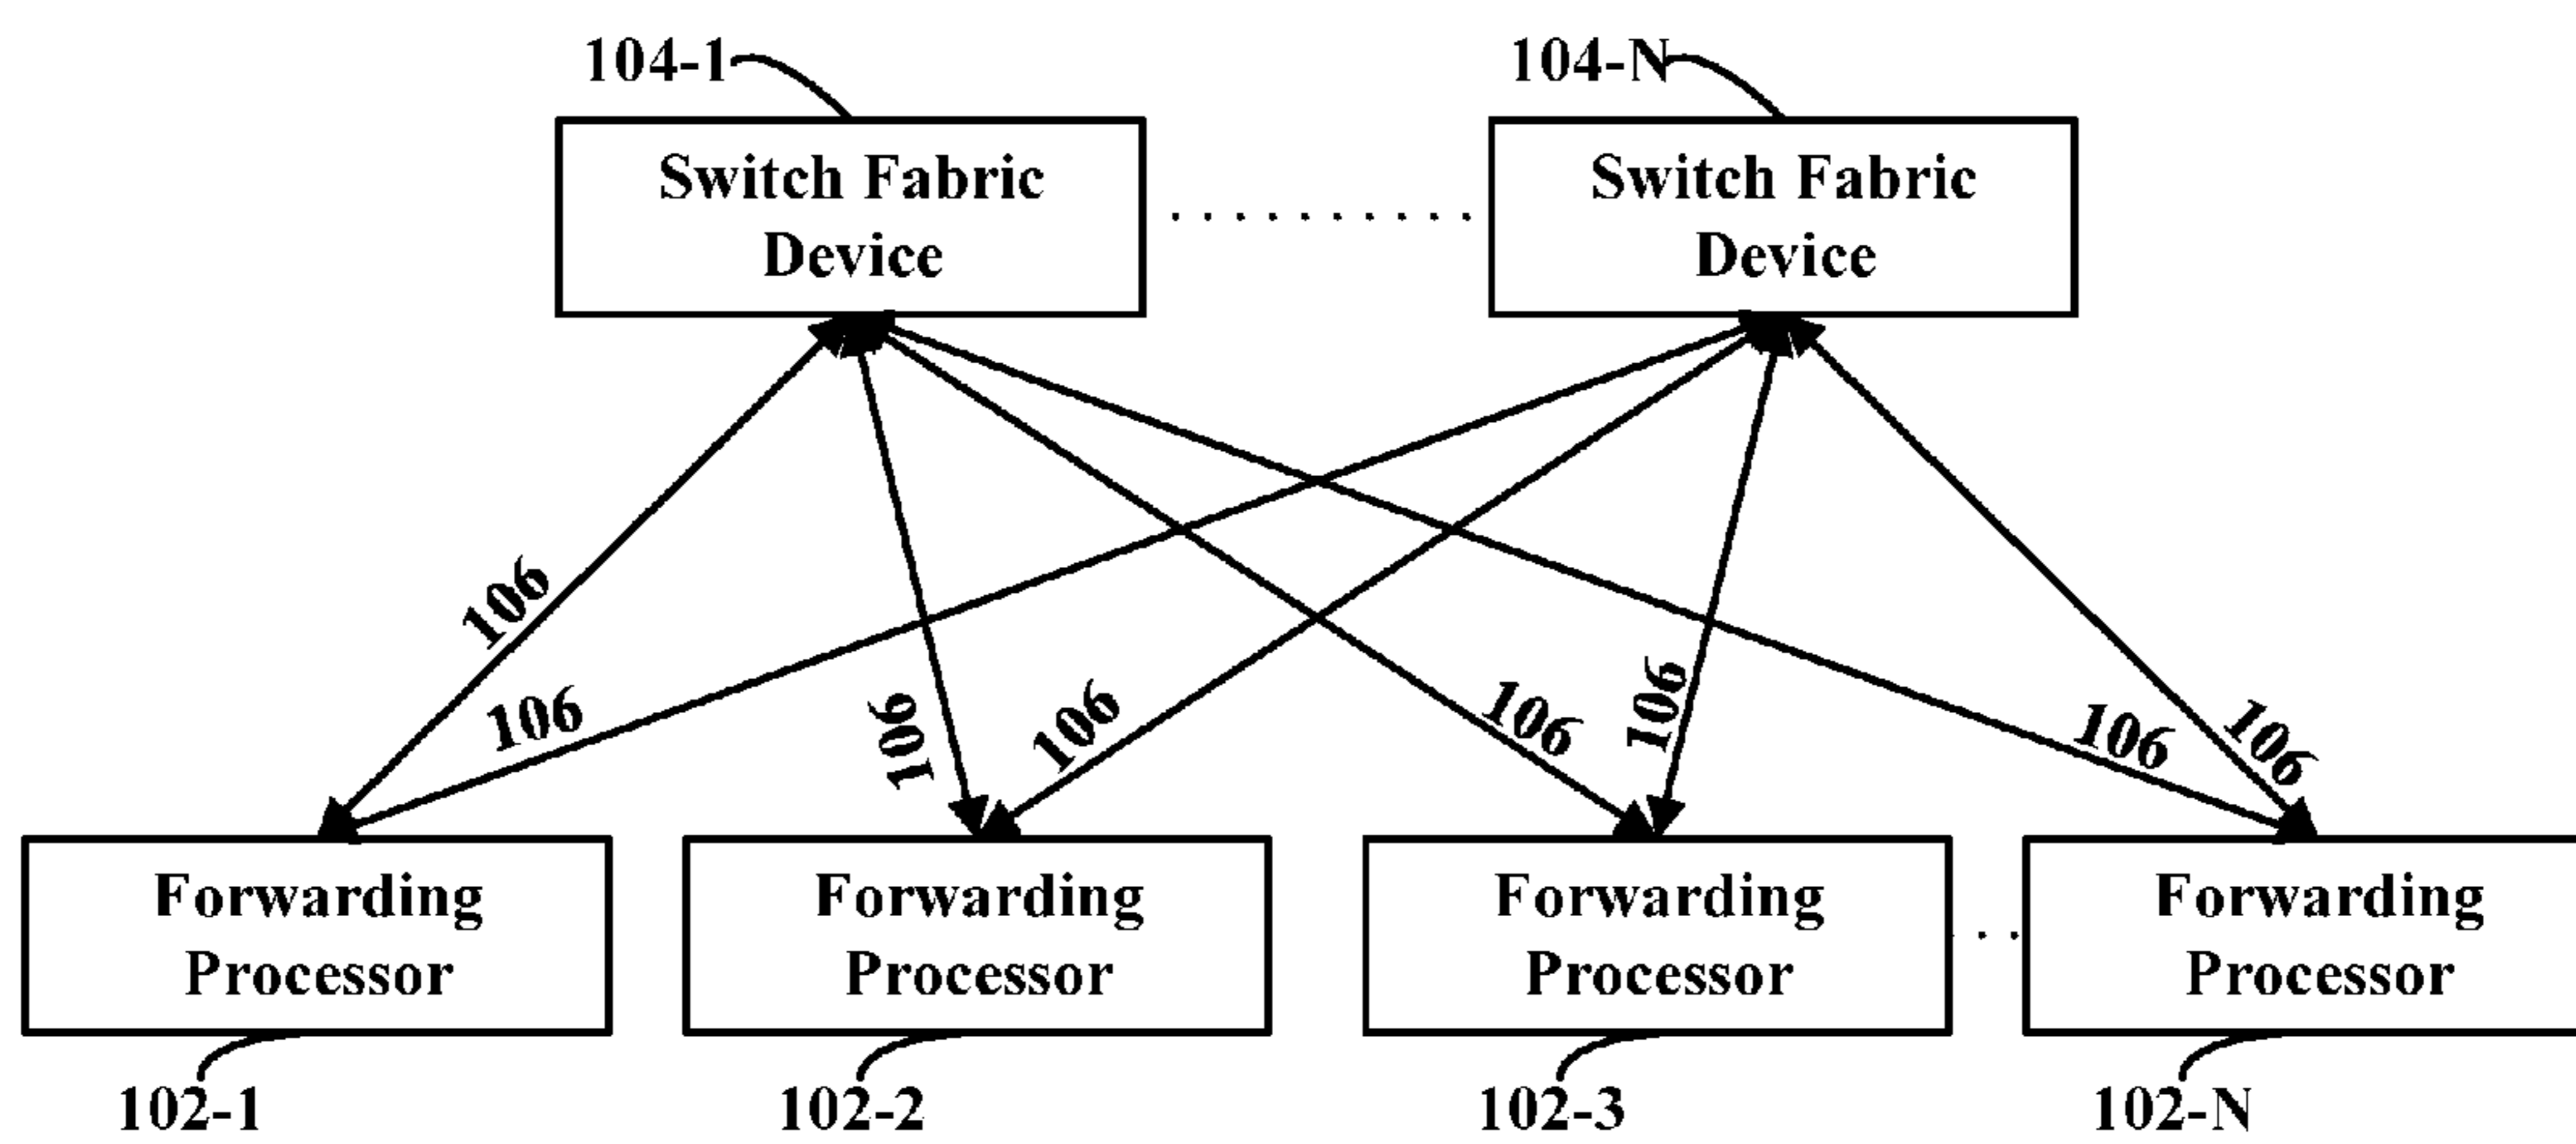 104-1
104-N
Switch Fabric
Device
Switch Fabric
Device
106
106
106
106
106
106
106
106
Forwarding
Processor
Forwarding
Processor
Forwarding
Processor
Forwarding
Processor
102-1
102-2
102-3
102-N